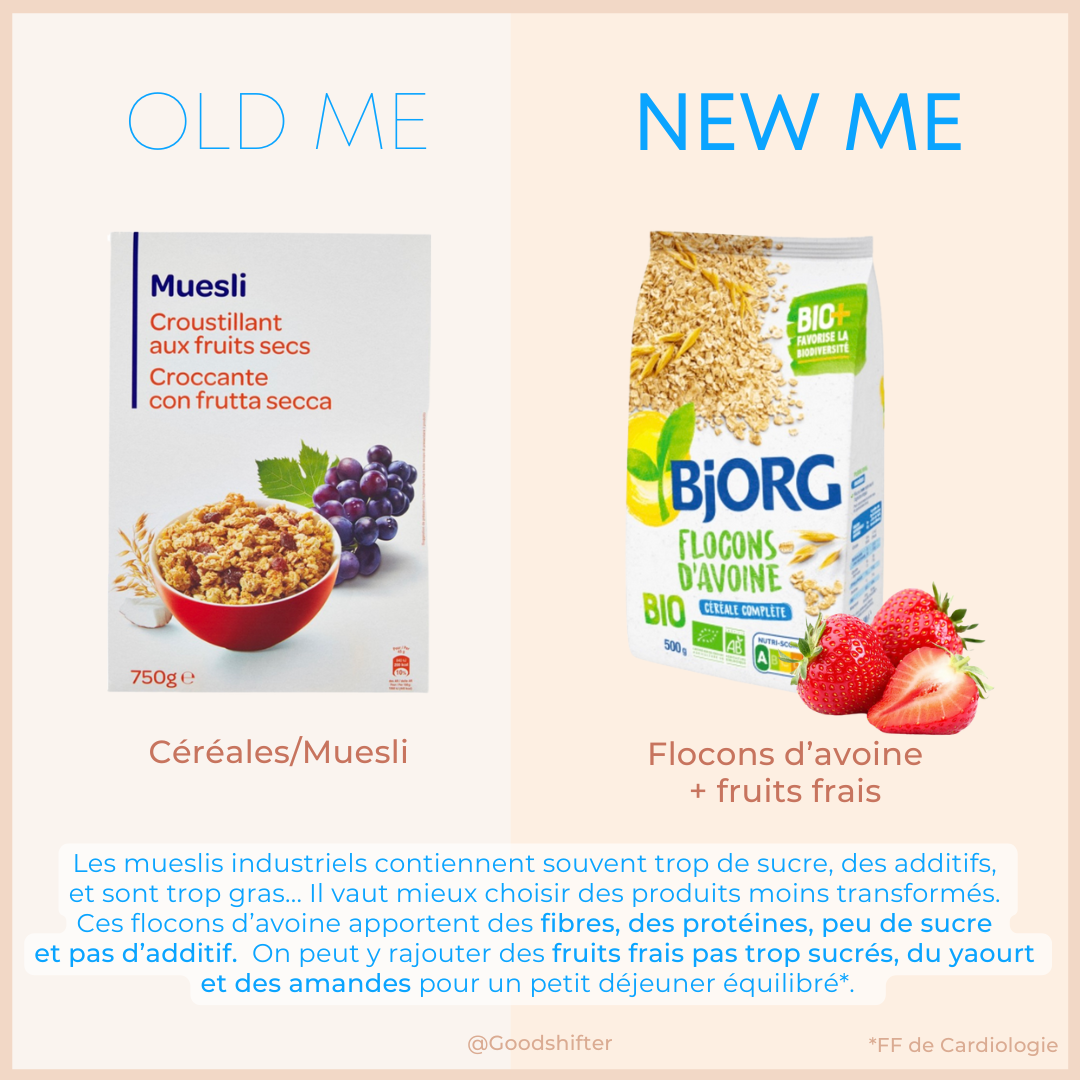 OLD ME
NEW ME
Muesli
Croustillant
aux fruits secs
Croccante
con frutta secca
750g e
BIO+
FAVORISE LA
BIODIVERSITÉ
BJORG
FLOCONS
D'AVOINE
BIO
CÉRÉALE COMPLÈTE
500g
AB
NUTRI-SCORE
A
Céréales/Muesli
Flocons d'avoine
+ fruits frais
Les mueslis industriels contiennent souvent trop de sucre, des additifs,
et sont trop gras... Il vaut mieux choisir des produits moins transformés.
Ces flocons d'avoine apportent des fibres, des protéines, peu de sucre
et pas d'additif. On peut y rajouter des fruits frais pas trop sucrés, du yaourt
et des amandes pour un petit déjeuner équilibré*.
@Goodshifter
*FF de Cardiologie